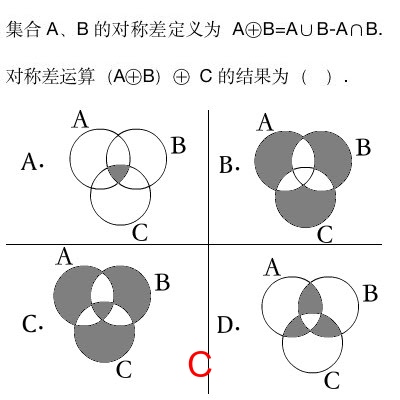 集合 A、B 的对称差定义为 A⊕B=A∪B-A∩B.
对称差运算（A⊕B）⊕ C 的结果为（ ）.
A B A B
A. B.
C C
A B A B
C. D.
C C C